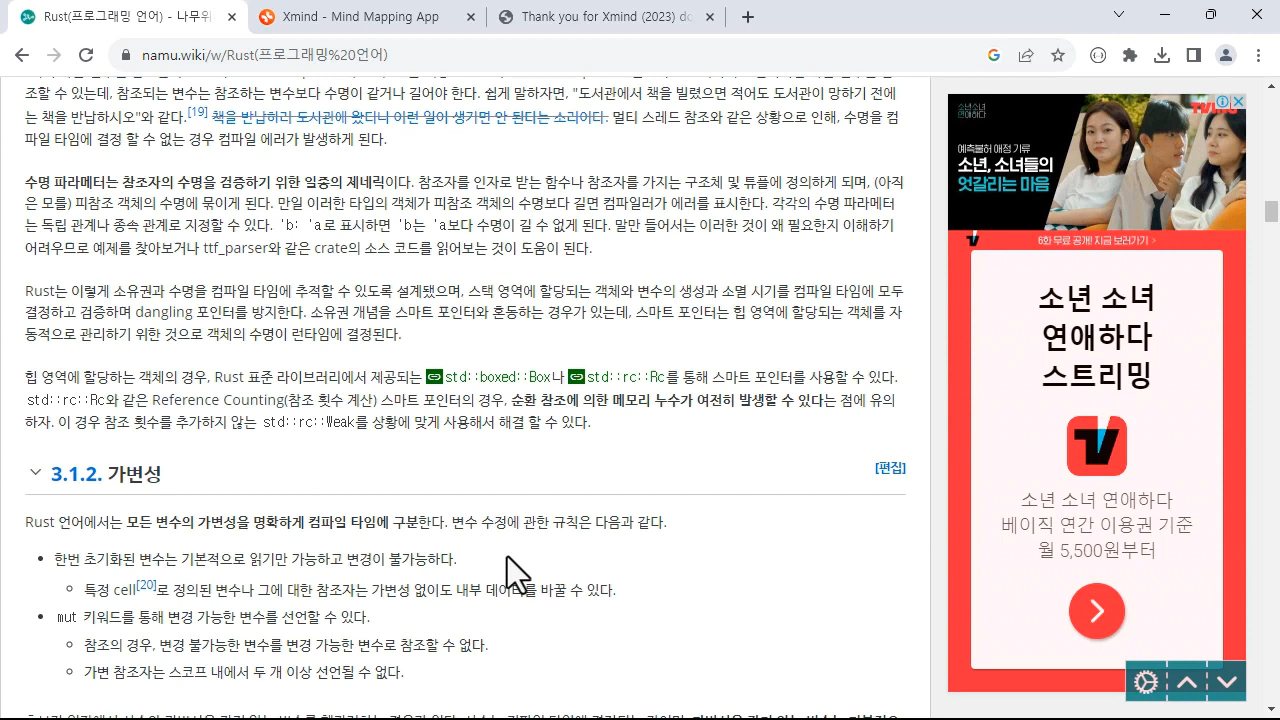 Rust(프로그래밍 언어) - 나무위
Xmind - Mind Mapping App
Thank you for Xmind (2023) do
namu.wiki/w/Rust(프로그래밍%20언어)
조할 수 있는데, 참조되는 변수는 참조하는 변수보다 수명이 같거나 길어야 한다. 쉽게 말하자면, "도서관에서 책을 빌렸으면 적어도 도서관이 망하기 전에
는 책을 반납하시오"와 같다.[19] 책을 반납하러 도서관에 왔더니 이런 일이 생기면 안 된다는 소리이다. 멀티 스레드 참조와 같은 상황으로 인해, 수명을 컴
파일 타임에 결정 할 수 없는 경우 컴파일 에러가 발생하게 된다.
수명 파라메터는 참조자의 수명을 검증하기 위해 쓰이는 제네릭이다. 참조자를 인자로 받는 함수나 참조자를 가지는 구조체 및 튜플에 정의하게 되며, (아직
은 모를) 피참조 객체의 수명에 묶이게 된다. 만일 이러한 타입의 객체가 피참조 객체의 수명보다 길면 컴파일러가 에러를 표시한다. 각각의 수명 파라메터
는 독립 관계나 종속 관계로 지정할 수 있다. 'b: 'a로 표현하면 'b는 'a보다 수명이 길 수 없게 된다. 말만 들어서는 이러한 것이 왜 필요한지 이해하기
어려우므로 예제를 찾아보거나 ttf_parser과 같은 crate의 소스 코드를 읽어보는 것이 도움이 된다.
Rust는 이렇게 소유권과 수명을 컴파일 타임에 추적할 수 있도록 설계됐으며, 스택 영역에 할당되는 객체와 변수의 생성과 소멸 시기를 컴파일 타임에 모두
결정하고 검증하며 dangling 포인터를 방지한다. 소유권 개념을 스마트 포인터와 혼동하는 경우가 있는데, 스마트 포인터는 힙 영역에 할당되는 객체를 자
동적으로 관리하기 위한 것으로 객체의 수명이 런타임에 결정된다.
힙 영역에 할당하는 객체의 경우, Rust 표준 라이브러리에서 제공되는 std::boxed::Box나 std::rc::Rc를 통해 스마트 포인터를 사용할 수 있다.
std::rc::Rc와 같은 Reference Counting(참조 횟수 계산) 스마트 포인터의 경우, 순환 참조에 의한 메모리 누수가 여전히 발생할 수 있다는 점에 유의
하자. 이 경우 참조 횟수를 추가하지 않는 std::rc::Weak를 상황에 맞게 사용해서 해결 할 수 있다.
3.1.2. 가변성
[편집]
Rust 언어에서는 모든 변수의 가변성을 명확하게 컴파일 타임에 구분한다. 변수 수정에 관한 규칙은 다음과 같다.
한번 초기화된 변수는 기본적으로 읽기만 가능하고 변경이 불가능하다.
특정 cell[20]로 정의된 변수나 그에 대한 참조자는 가변성 없이도 내부 데이터를 바꿀 수 있다.
mut 키워드를 통해 변경 가능한 변수를 선언할 수 있다.
참조의 경우, 변경 불가능한 변수를 변경 가능한 변수로 참조할 수 없다.
가변 참조자는 스코프 내에서 두 개 이상 선언될 수 없다.
소년 소녀
연애하다
TVING
예측불허 애정 기류
소년, 소녀들의
엇갈리는 마음
6화 무료 공개! 지금 보러가기 >
소년 소녀
연애하다
스트리밍
소년 소녀 연애하다
베이직 연간 이용권 기준
월 5,500원부터